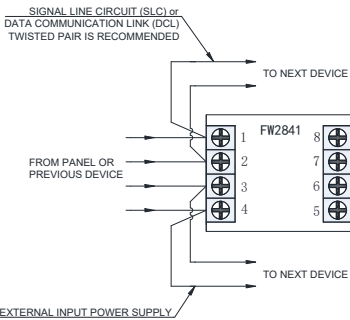 SIGNAL LINE CIRCUIT (SLC) or
DATA COMMUNICATION LINK (DCL)
TWISTED PAIR IS RECOMMENDED
TO NEXT DEVICE
FW2841
1
2
3
4
8
7
6
5
FROM PANEL OR
PREVIOUS DEVICE
TO NEXT DEVICE
EXTERNAL INPUT POWER SUPPLY